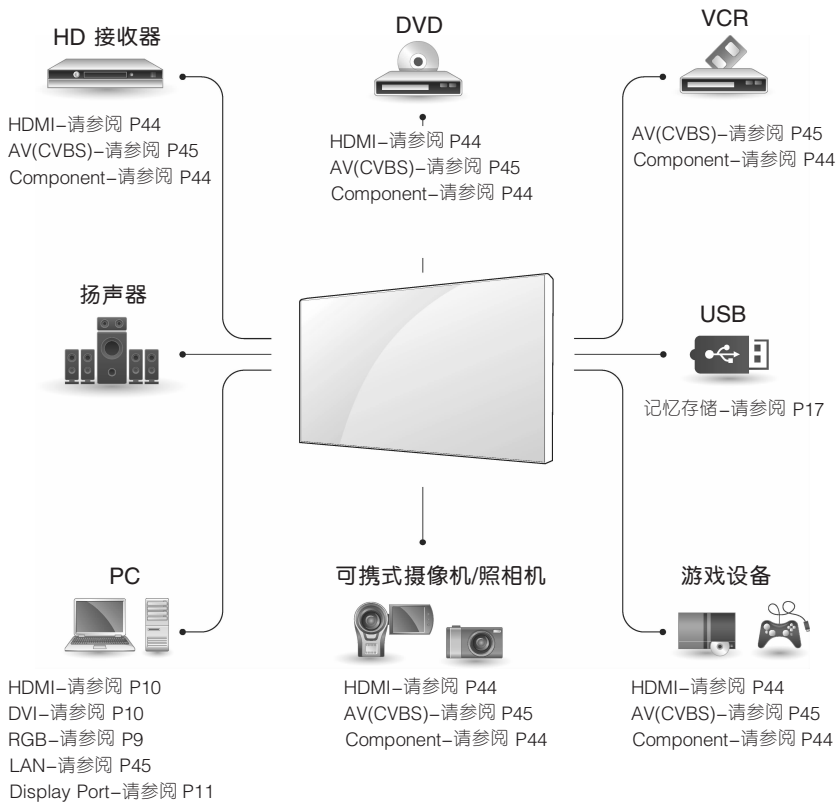 HD 接收器
HDMI–请参阅 P44
AV(CVBS)–请参阅 P45
Component–请参阅 P44
DVD
HDMI–请参阅 P44
AV(CVBS)–请参阅 P45
Component–请参阅 P44
VCR
AV(CVBS)–请参阅 P45
Component–请参阅 P44
扬声器
USB
记忆存储–请参阅 P17
PC
HDMI–请参阅 P10
DVI–请参阅 P10
RGB–请参阅 P9
LAN–请参阅 P45
Display Port–请参阅 P11
可携式摄像机/照相机
HDMI–请参阅 P44
AV(CVBS)–请参阅 P45
Component–请参阅 P44
游戏设备
HDMI–请参阅 P44
AV(CVBS)–请参阅 P45
Component–请参阅 P44